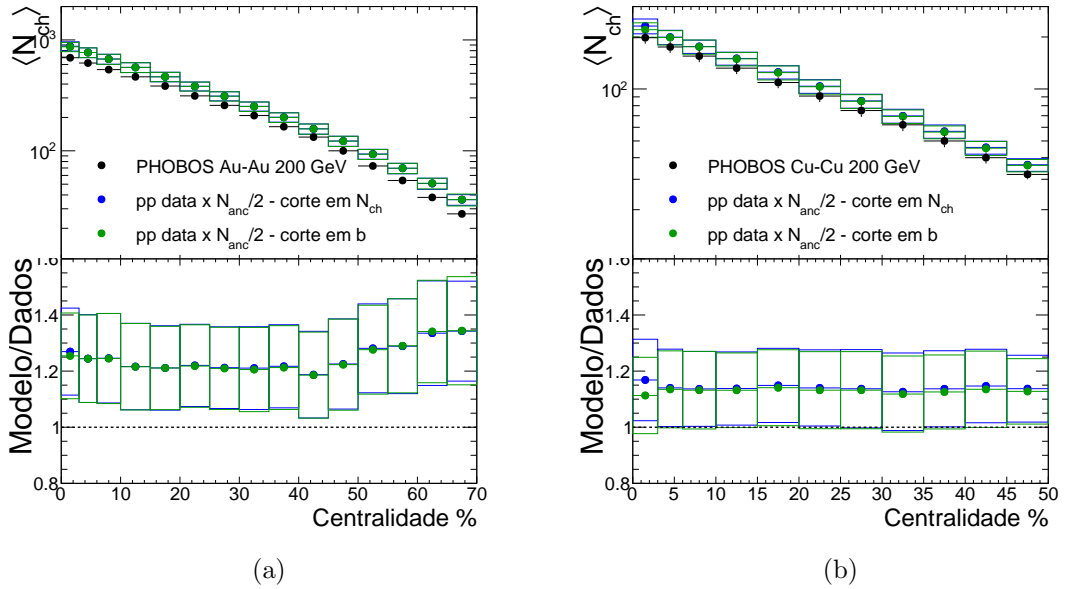 ⟨N_ch⟩
10³
10²
PHOBOS Au-Au 200 GeV
pp data x N_anc/2 - corte em N_ch
pp data x N_anc/2 - corte em b
Modelo/Dados
1.6
1.4
1.2
1
0.8
0 10 20 30 40 50 60 70
Centralidade %
(a)
⟨N_ch⟩
10²
PHOBOS Cu-Cu 200 GeV
pp data x N_anc/2 - corte em N_ch
pp data x N_anc/2 - corte em b
Modelo/Dados
1.6
1.4
1.2
1
0.8
0 5 10 15 20 25 30 35 40 45 50
Centralidade %
(b)